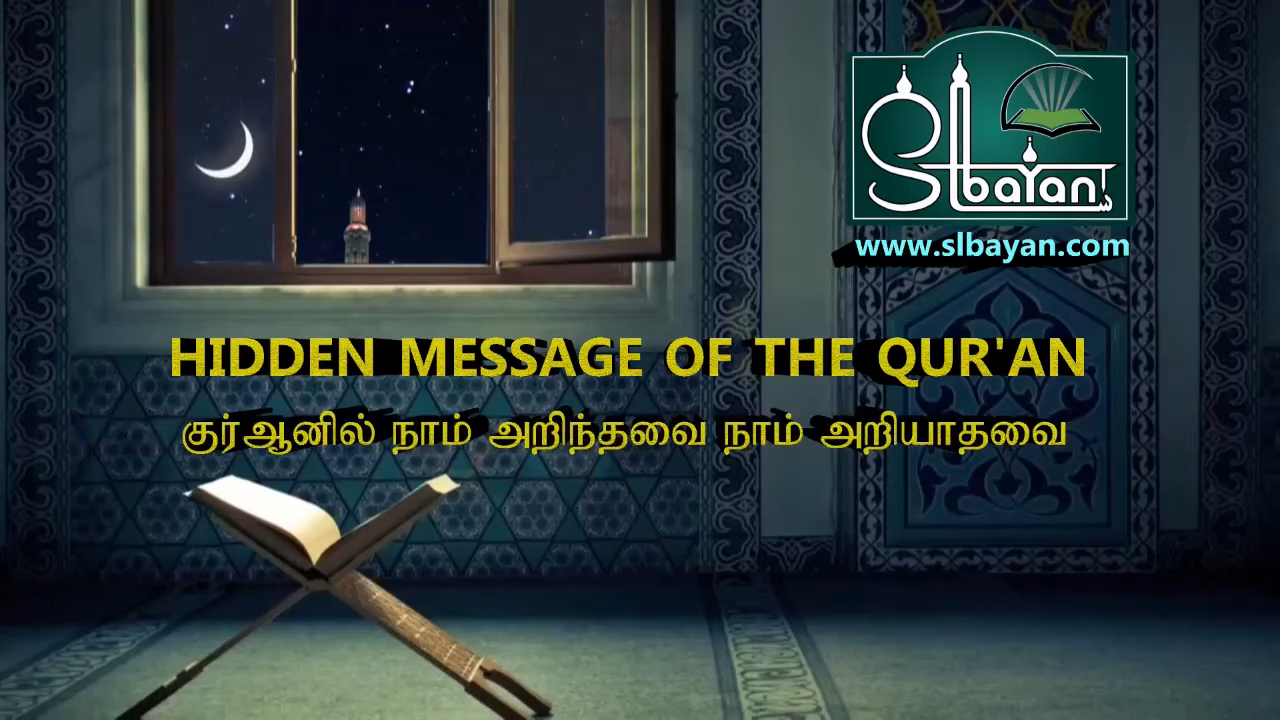 Slbayan
www.slbayan.com
HIDDEN MESSAGE OF THE QUR'AN
குர்ஆனில் நாம் அறிந்தவை நாம் அறியாதவை